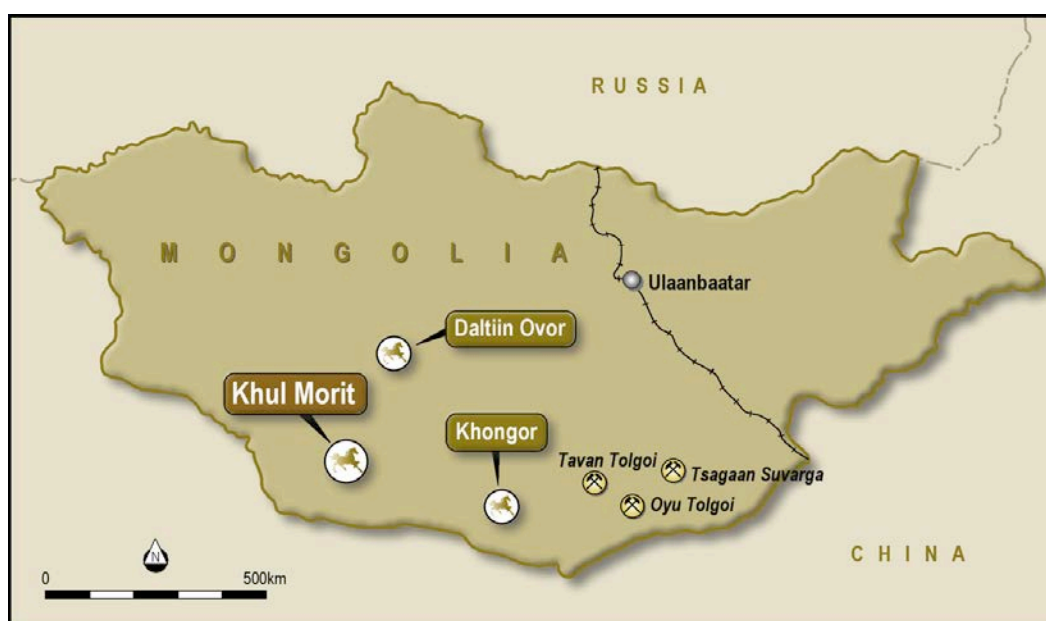 RUSSIA
MONGOLIA
Ulaanbaatar
Daltiin Ovor
Khul Morit
Khongor
Tavan Tolgoi
Tsagaan Suvarga
Oyu Tolgoi
CHINA
N
0 500km